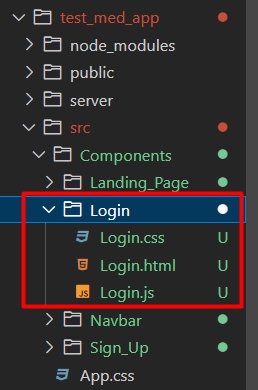 test_med_app
node_modules
public
server
src
Components
Landing_Page
Login
Login.css U
Login.html U
JS Login.js U
Navbar
Sign_Up
App.css